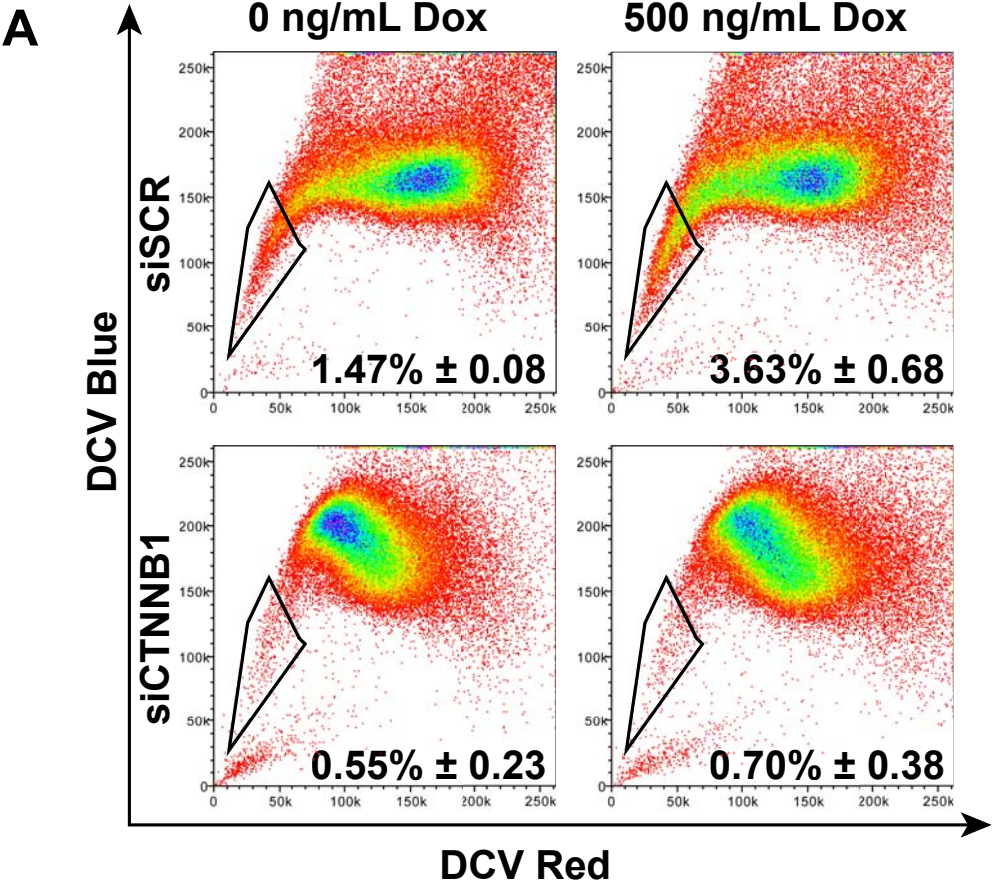 A
0 ng/mL Dox
500 ng/mL Dox
DCV Blue
siSCR
250k
200k
150k
100k
50k
0
1.47% ± 0.08
0 50k 100k 150k 200k 250k
250k
200k
150k
100k
50k
0
3.63% ± 0.68
0 50k 100k 150k 200k 250k
siCTNNB1
250k
200k
150k
100k
50k
0
0.55% ± 0.23
0 50k 100k 150k 200k 250k
250k
200k
150k
100k
50k
0
0.70% ± 0.38
0 50k 100k 150k 200k 250k
DCV Red